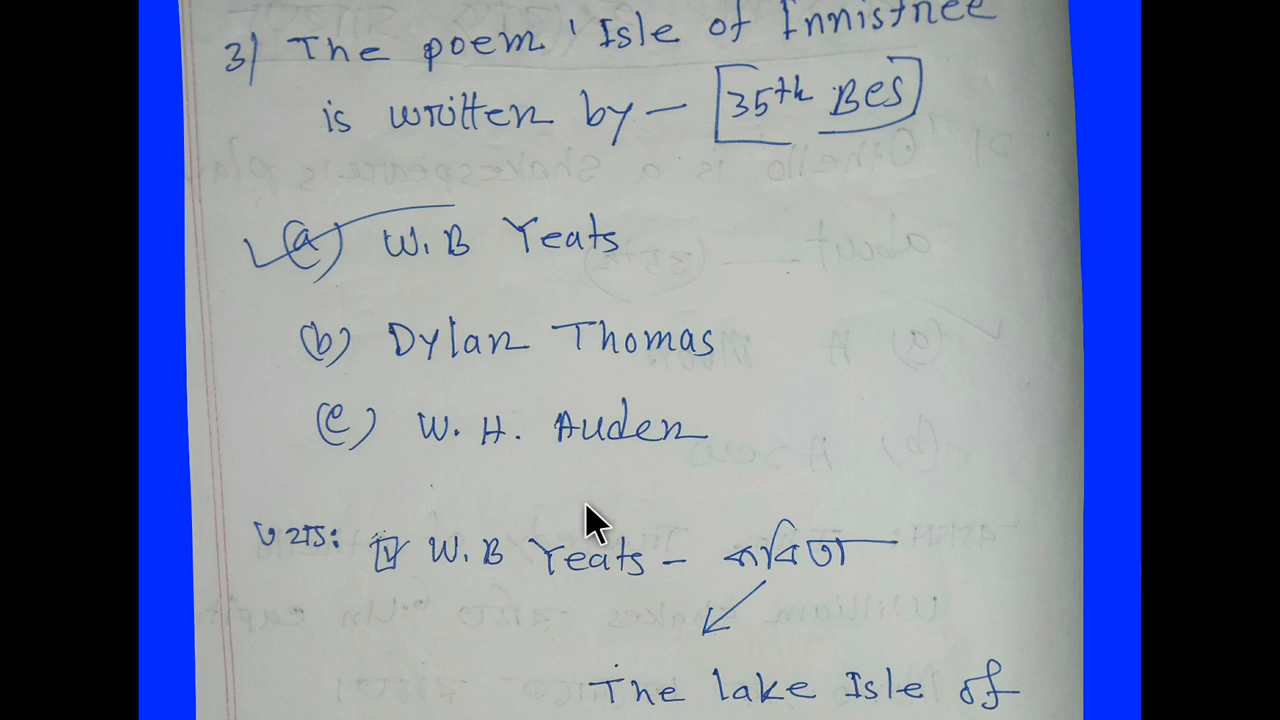 3) The poem 'Isle of Innisfree
is written by — [35th Bcs]
(a) W. B Yeats
(b) Dylan Thomas
(c) W. H. Auden
W. B Yeats - কবিতা
The lake Isle of